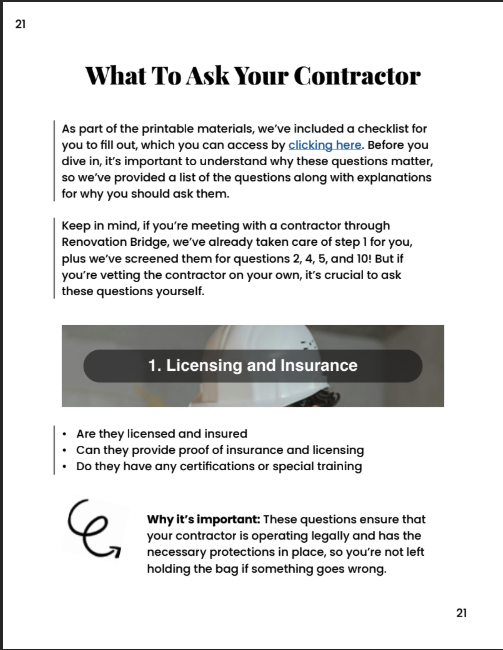 21
What To Ask Your Contractor
As part of the printable materials, we've included a checklist for
you to fill out, which you can access by clicking here. Before you
dive in, it's important to understand why these questions matter,
so we've provided a list of the questions along with explanations
for why you should ask them.
Keep in mind, if you're meeting with a contractor through
Renovation Bridge, we've already taken care of step 1 for you,
plus we've screened them for questions 2, 4, 5, and 10! But if
you're vetting the contractor on your own, it's crucial to ask
these questions yourself.
1. Licensing and Insurance
• Are they licensed and insured
• Can they provide proof of insurance and licensing
• Do they have any certifications or special training
Why it's important: These questions ensure that
your contractor is operating legally and has the
necessary protections in place, so you're not left
holding the bag if something goes wrong.
21